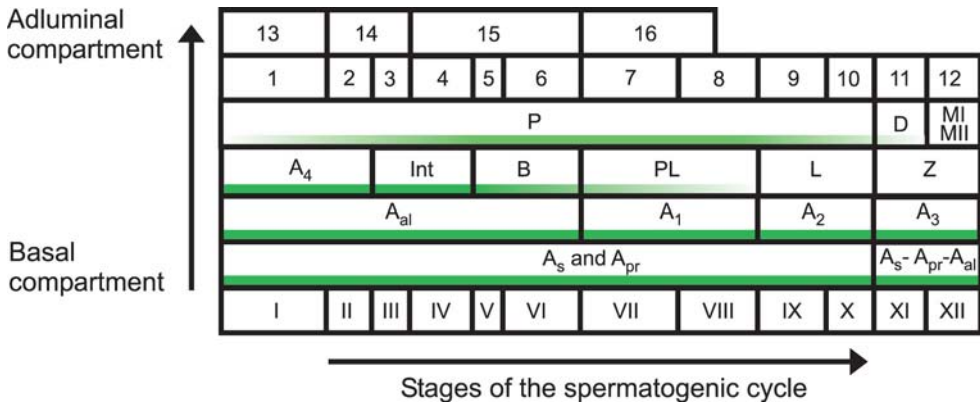 Adluminal
compartment
13 14 15 16
1 2 3 4 5 6 7 8 9 10 11 12
P D MI
MII
A4 Int B PL L Z
Aal A1 A2 A3
Basal
compartment
As and Apr As- Apr-Aal
I II III IV V VI VII VIII IX X XI XII
Stages of the spermatogenic cycle